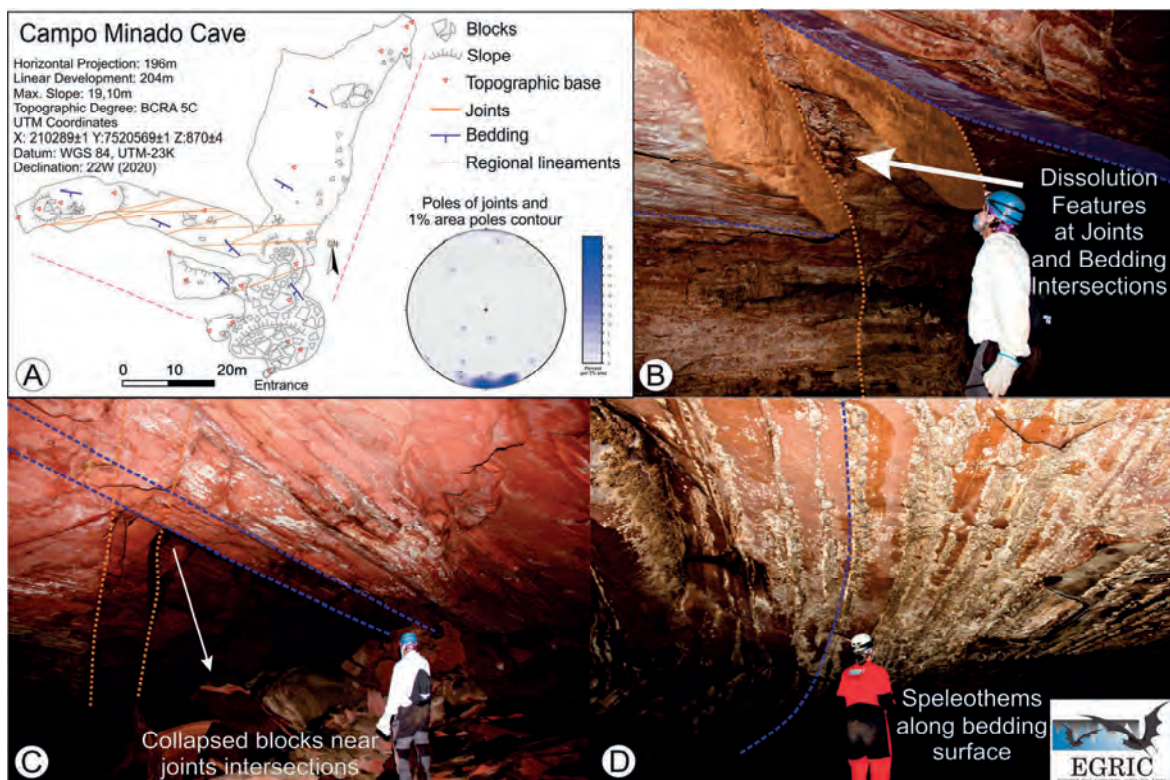 Campo Minado Cave
Horizontal Projection: 196m
Linear Development: 204m
Max. Slope: 19,10m
Topographic Degree: BCRA 5C
UTM Coordinates
X: 210289±1 Y:7520569±1 Z:870±4
Datum: WGS 84, UTM-23K
Declination: 22W (2020)
Blocks
Slope
Topographic base
Joints
Bedding
Regional lineaments
Poles of joints and
1% area poles contour
GN
0 10 20m
Entrance
A
Dissolution
Features
at Joints
and Bedding
Intersections
B
Collapsed blocks near
joints intersections
C
Speleothems
along bedding
surface
D
EGRIC